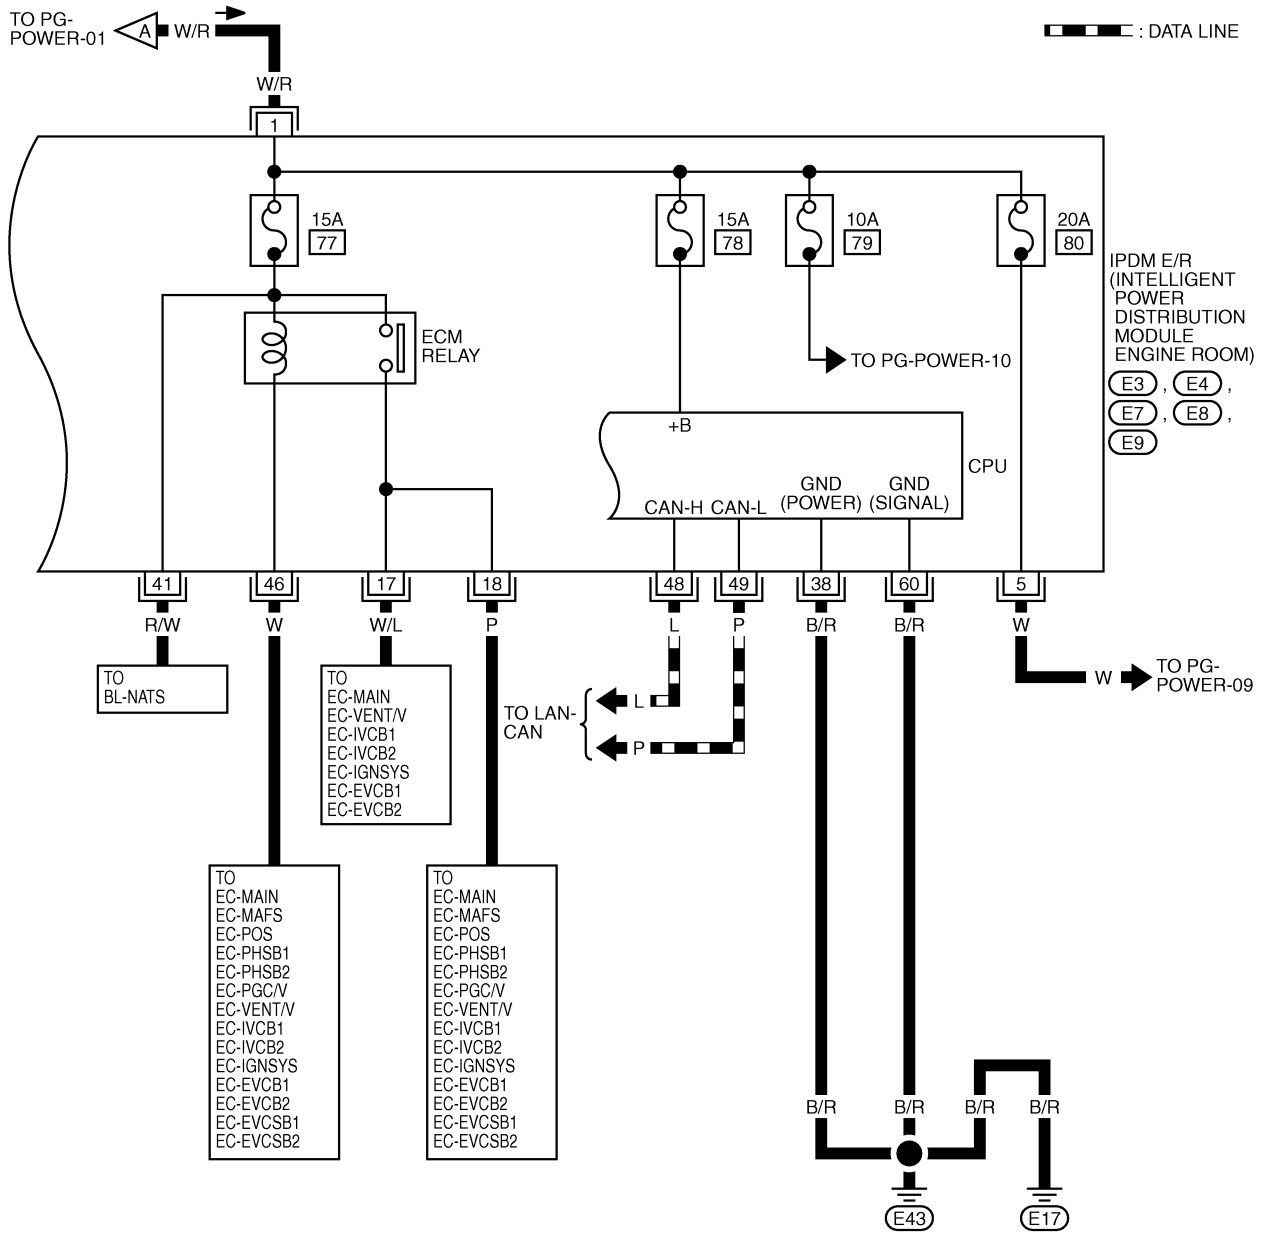 TO PG-
POWER-01
A
W/R
: DATA LINE
W/R
1
15A
77
15A
78
10A
79
20A
80
IPDM E/R
(INTELLIGENT
POWER
DISTRIBUTION
MODULE
ENGINE ROOM)
E3 , E4 ,
E7 , E8 ,
E9
ECM
RELAY
TO PG-POWER-10
+B
CPU
CAN-H
CAN-L
GND
(POWER)
GND
(SIGNAL)
41
46
17
18
48
49
38
60
5
R/W
W
W/L
P
L
P
B/R
B/R
W
TO
BL-NATS
TO
EC-MAIN
EC-VENT/V
EC-IVCB1
EC-IVCB2
EC-IGNSYS
EC-EVCB1
EC-EVCB2
TO LAN-
CAN
L
P
W
TO PG-
POWER-09
TO
EC-MAIN
EC-MAFS
EC-POS
EC-PHSB1
EC-PHSB2
EC-PGC/V
EC-VENT/V
EC-IVCB1
EC-IVCB2
EC-IGNSYS
EC-EVCB1
EC-EVCB2
EC-EVCSB1
EC-EVCSB2
TO
EC-MAIN
EC-MAFS
EC-POS
EC-PHSB1
EC-PHSB2
EC-PGC/V
EC-VENT/V
EC-IVCB1
EC-IVCB2
EC-IGNSYS
EC-EVCB1
EC-EVCB2
EC-EVCSB1
EC-EVCSB2
B/R
B/R
B/R
B/R
E43
E17